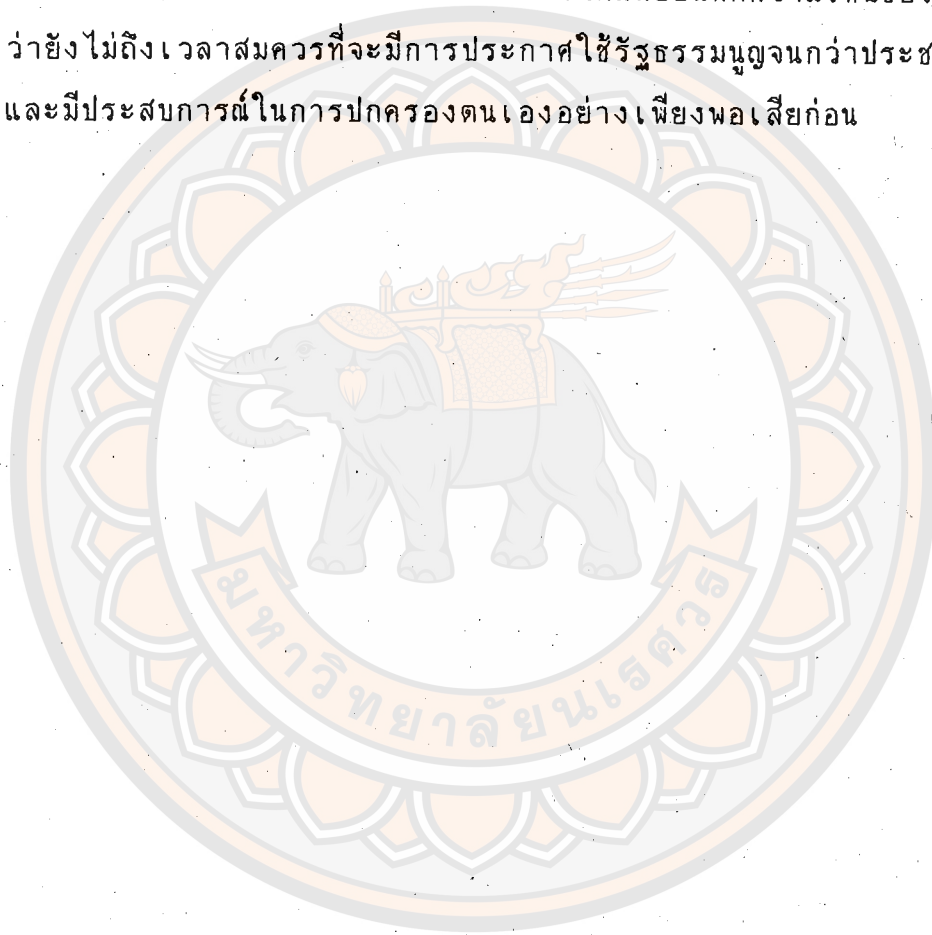 ว่ายังไม่ถึงเวลาสมควรที่จะมีการประกาศใช้รัฐธรรมนูญจนกว่าประช
และมีประสบการณ์ในการปกครองตนเองอย่างเพียงพอเสียก่อน
มหาวิทยาลัยนเรศวร